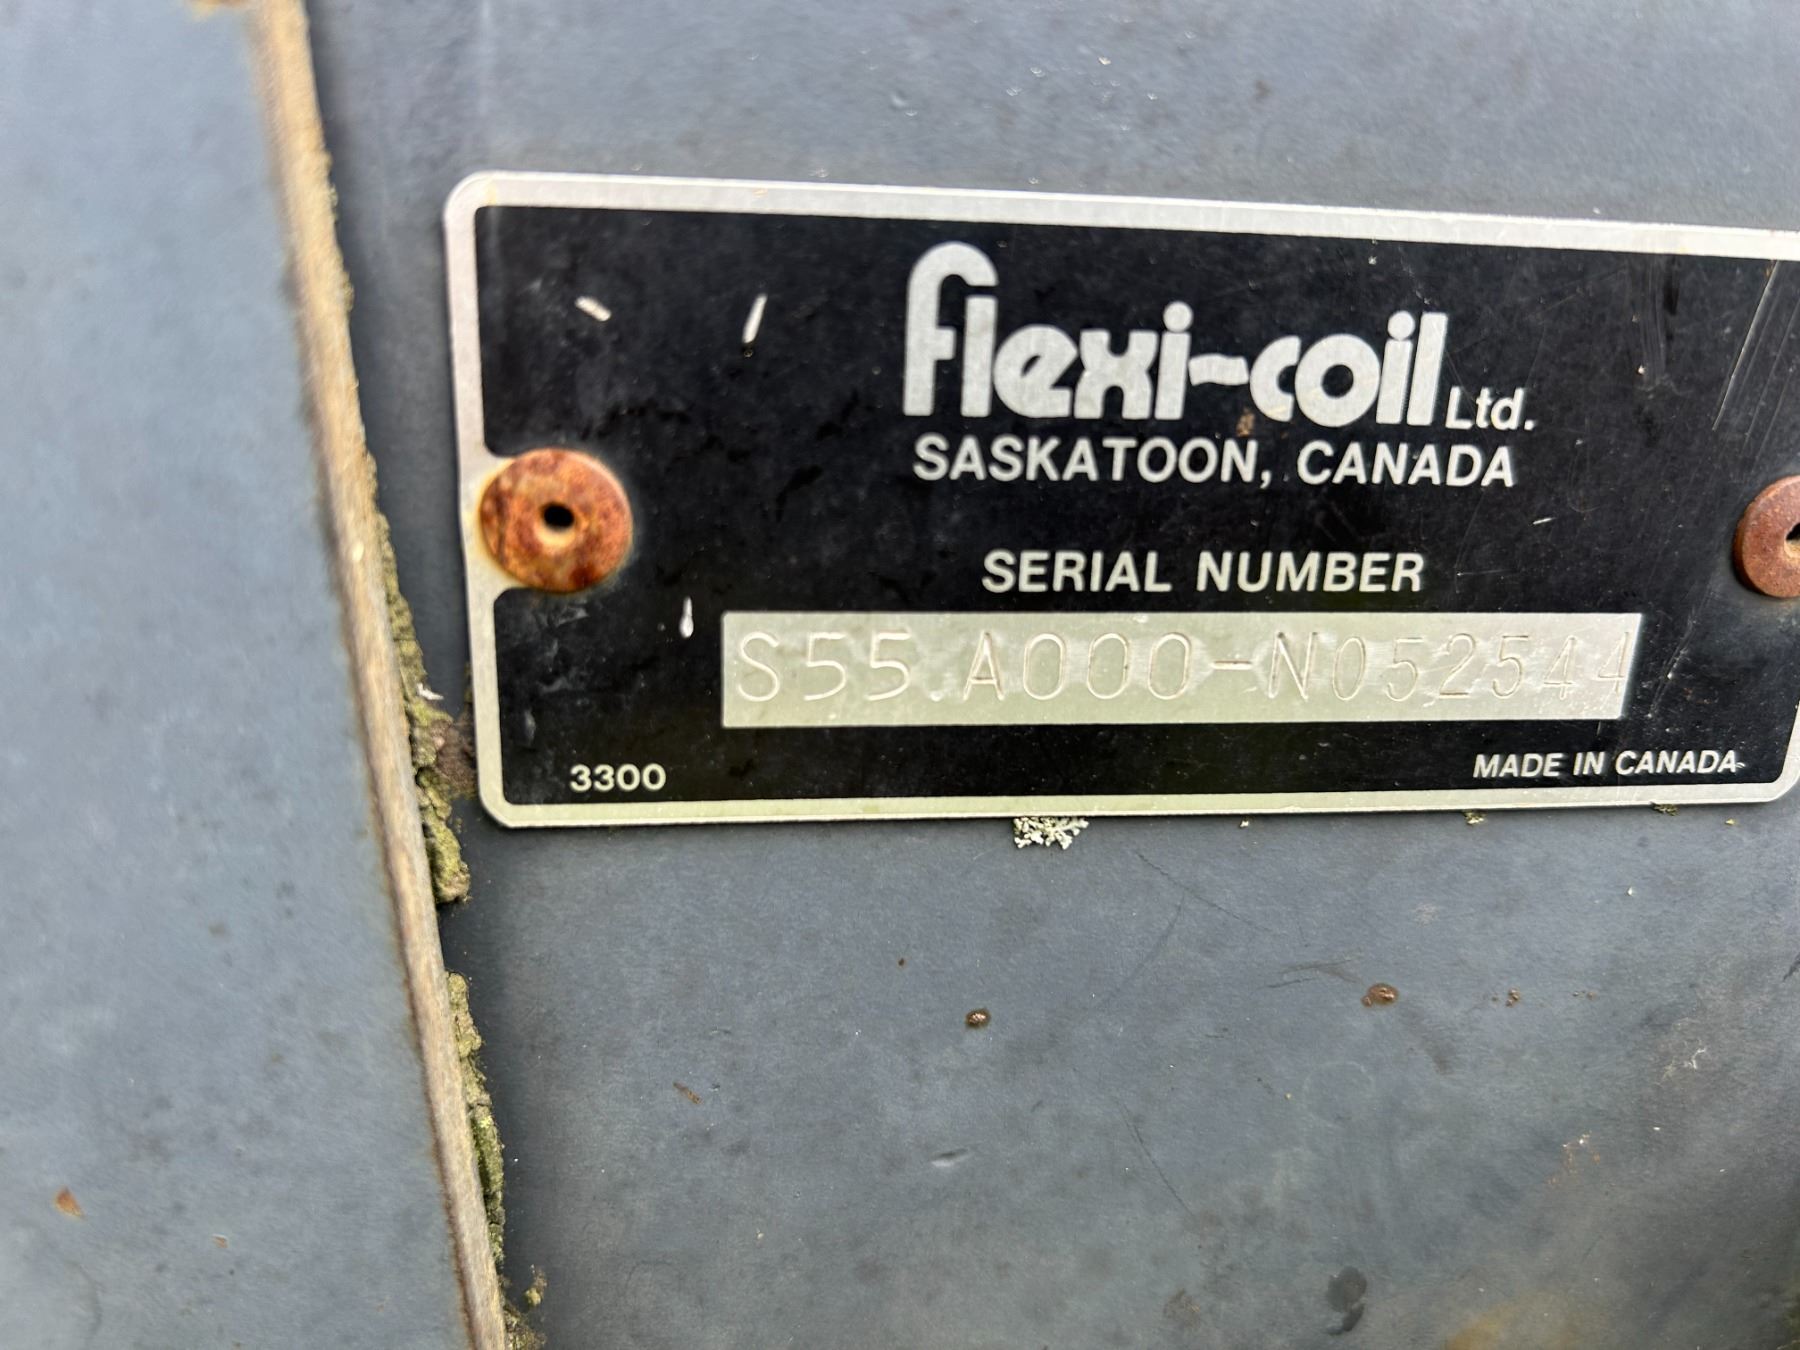 flexi-coil Ltd.
SASKATOON, CANADA
SERIAL NUMBER
S55 A000-N052544
3300
MADE IN CANADA